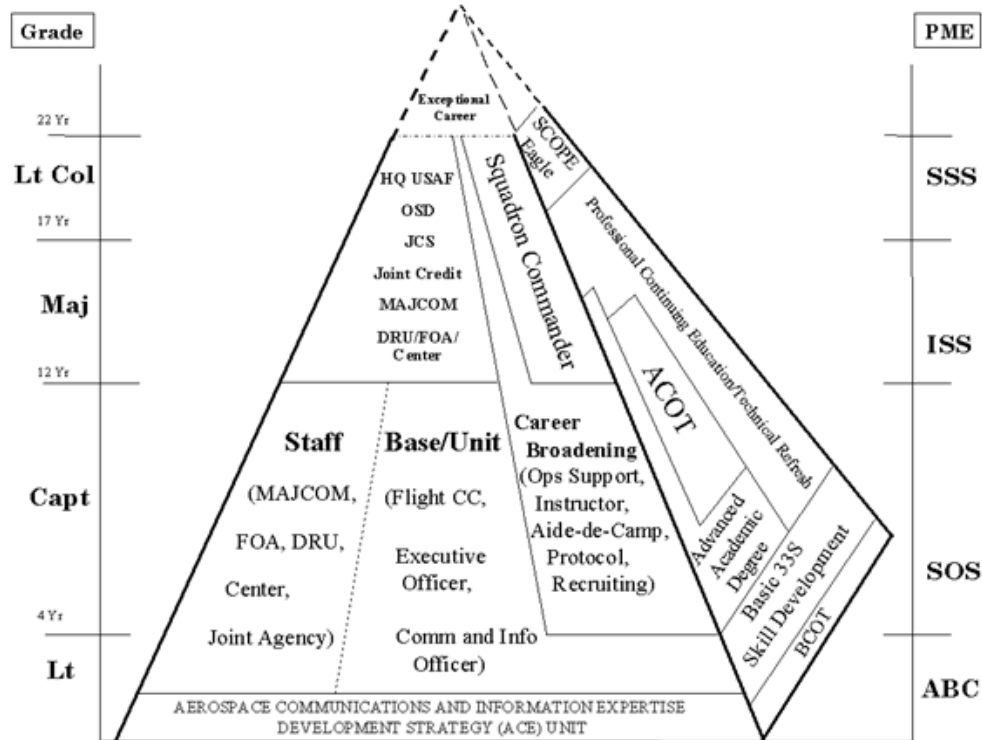 Grade
22 Yr
Lt Col
17 Yr
Maj
12 Yr
Capt
4 Yr
Lt
Exceptional
Career
HQ USAF
OSD
JCS
Joint Credit
MAJCOM
DRU/FOA/
Center
Squadron Commander
Staff
(MAJCOM,
FOA, DRU,
Center,
Joint Agency)
Base/Unit
(Flight CC,
Executive
Officer,
Comm and Info
Officer)
Career
Broadening
(Ops Support,
Instructor,
Aide-de-Camp,
Protocol,
Recruiting)
AEROSPACE COMMUNICATIONS AND INFORMATION EXPERTISE
DEVELOPMENT STRATEGY (ACE) UNIT
SCOPE
Eagle
Professional Continuing Education/Technical Refresh
ACOT
Advanced
Academic
Degree
Basic 33S
Skill Development
BCOT
PME
SSS
ISS
SOS
ABC